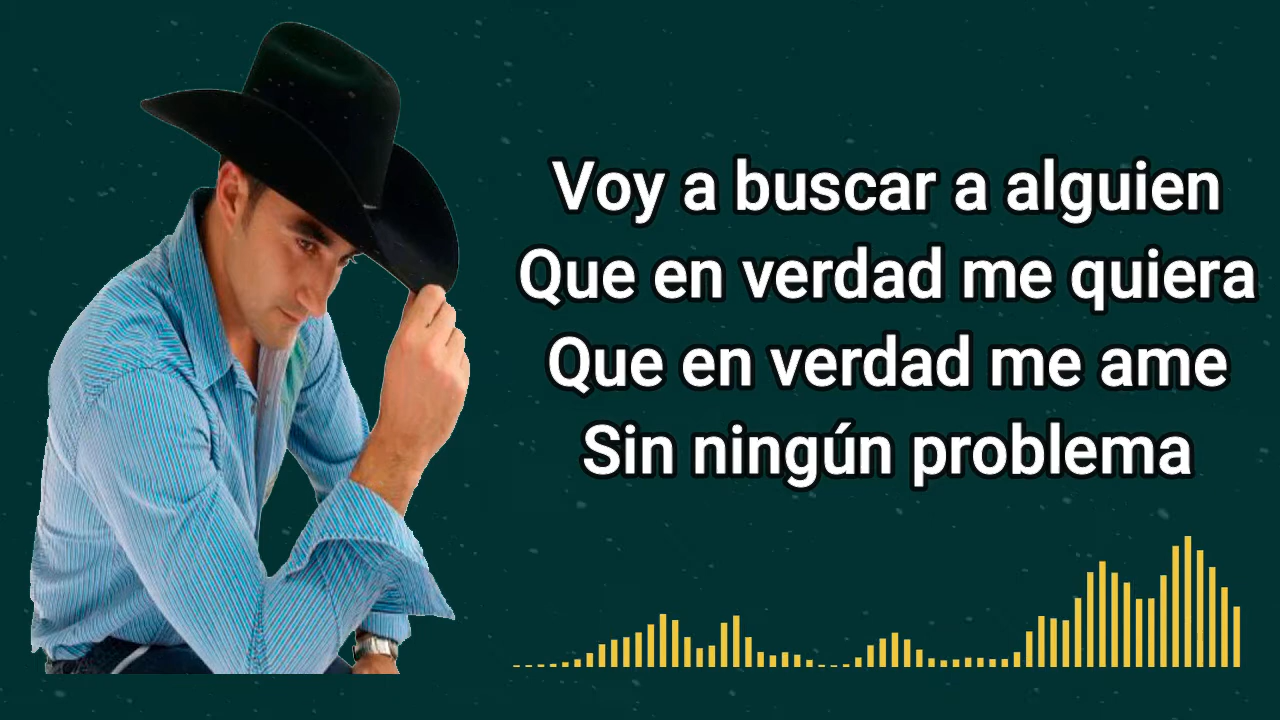 Voy a buscar a alguien
Que en verdad me quiera
Que en verdad me ame
Sin ningún problema